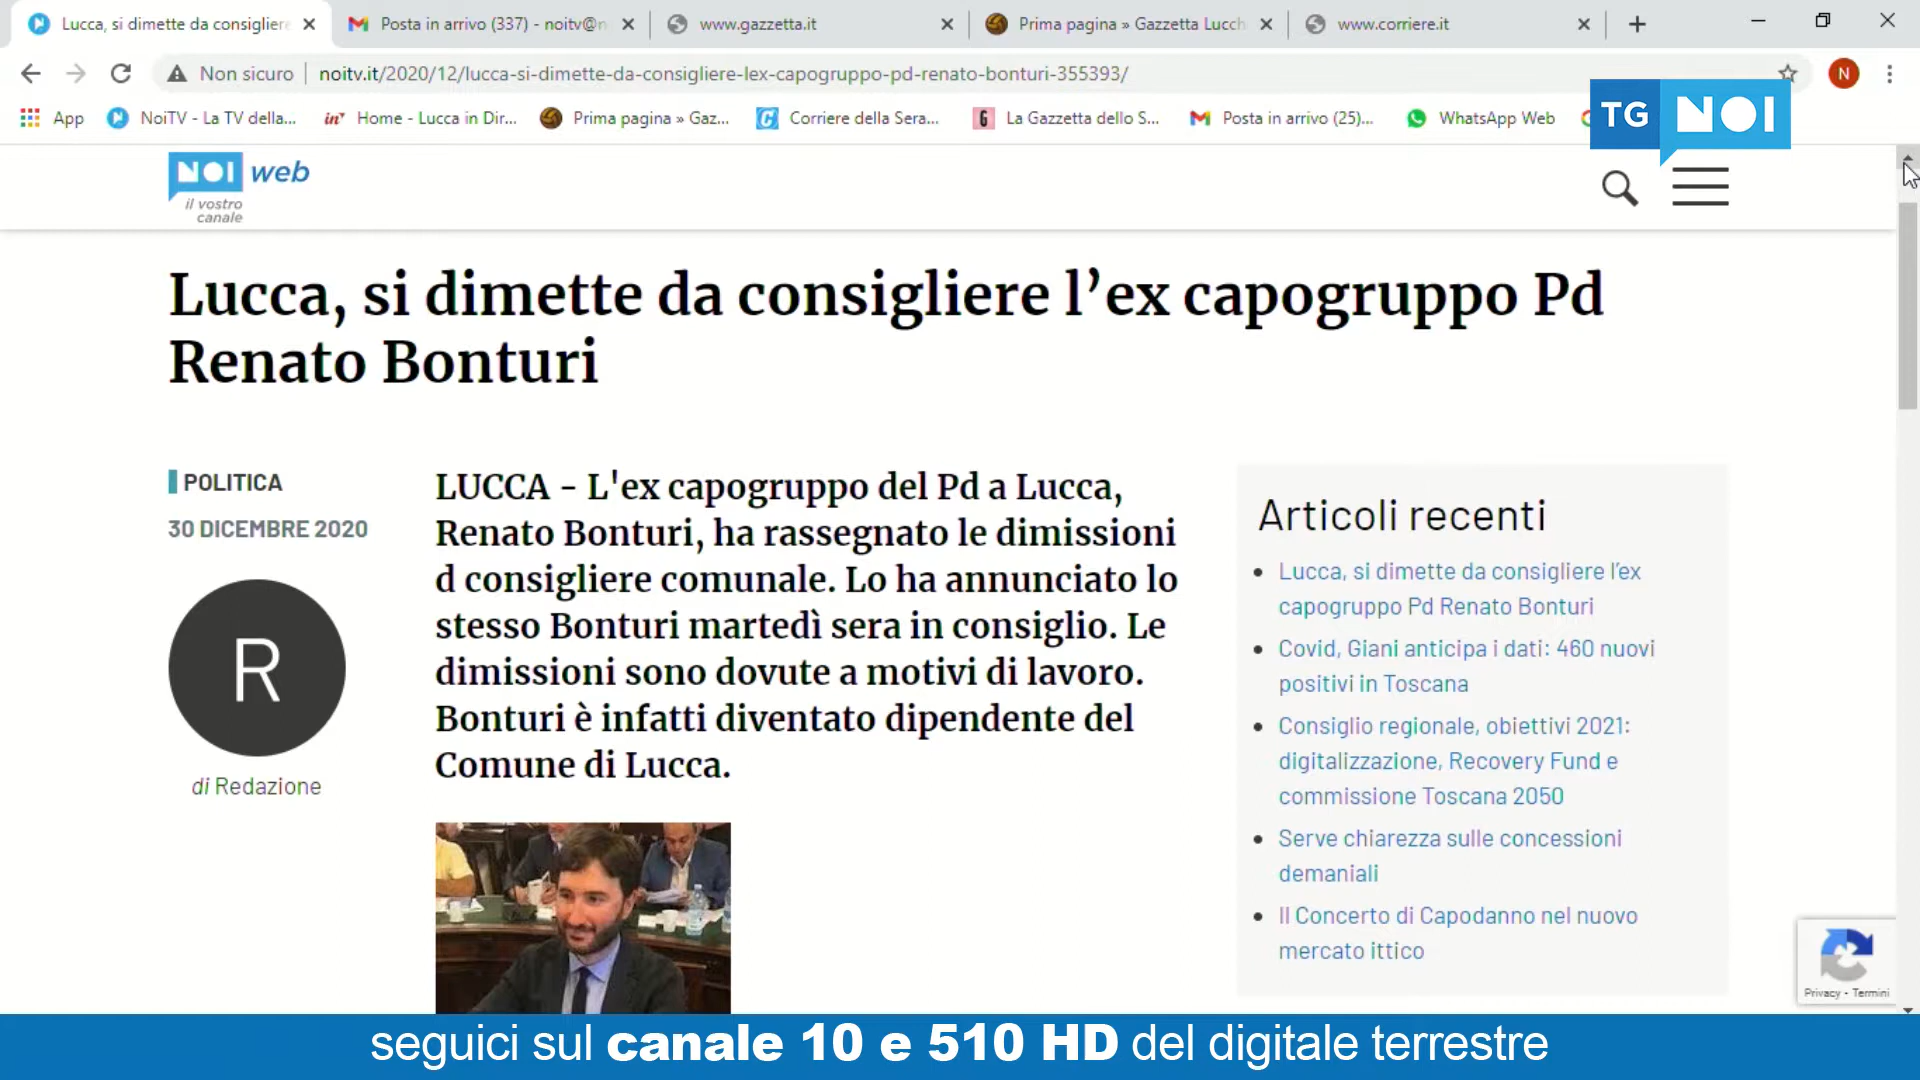 Lucca, si dimette da consigliere
Posta in arrivo (337) - noitv@n
www.gazzetta.it
Prima pagina » Gazzetta Lucch
www.corriere.it
Non sicuro
noitv.it/2020/12/lucca-si-dimette-da-consigliere-lex-capogruppo-pd-renato-bonturi-355393/
N
App
NoiTV - La TV della...
in
Home - Lucca in Dir...
Prima pagina » Gaz...
Corriere della Sera...
La Gazzetta dello S...
Posta in arrivo (25)...
WhatsApp Web
TG NOI
NOI web
il vostro
canale
Lucca, si dimette da consigliere l’ex capogruppo Pd
Renato Bonturi
POLITICA
30 DICEMBRE 2020
R
di Redazione
LUCCA - L'ex capogruppo del Pd a Lucca,
Renato Bonturi, ha rassegnato le dimissioni
d consigliere comunale. Lo ha annunciato lo
stesso Bonturi martedì sera in consiglio. Le
dimissioni sono dovute a motivi di lavoro.
Bonturi è infatti diventato dipendente del
Comune di Lucca.
Articoli recenti
Lucca, si dimette da consigliere l’ex
capogruppo Pd Renato Bonturi
Covid, Giani anticipa i dati: 460 nuovi
positivi in Toscana
Consiglio regionale, obiettivi 2021:
digitalizzazione, Recovery Fund e
commissione Toscana 2050
Serve chiarezza sulle concessioni
demaniali
Il Concerto di Capodanno nel nuovo
mercato ittico
Privacy - Termini
seguici sul canale 10 e 510 HD del digitale terrestre